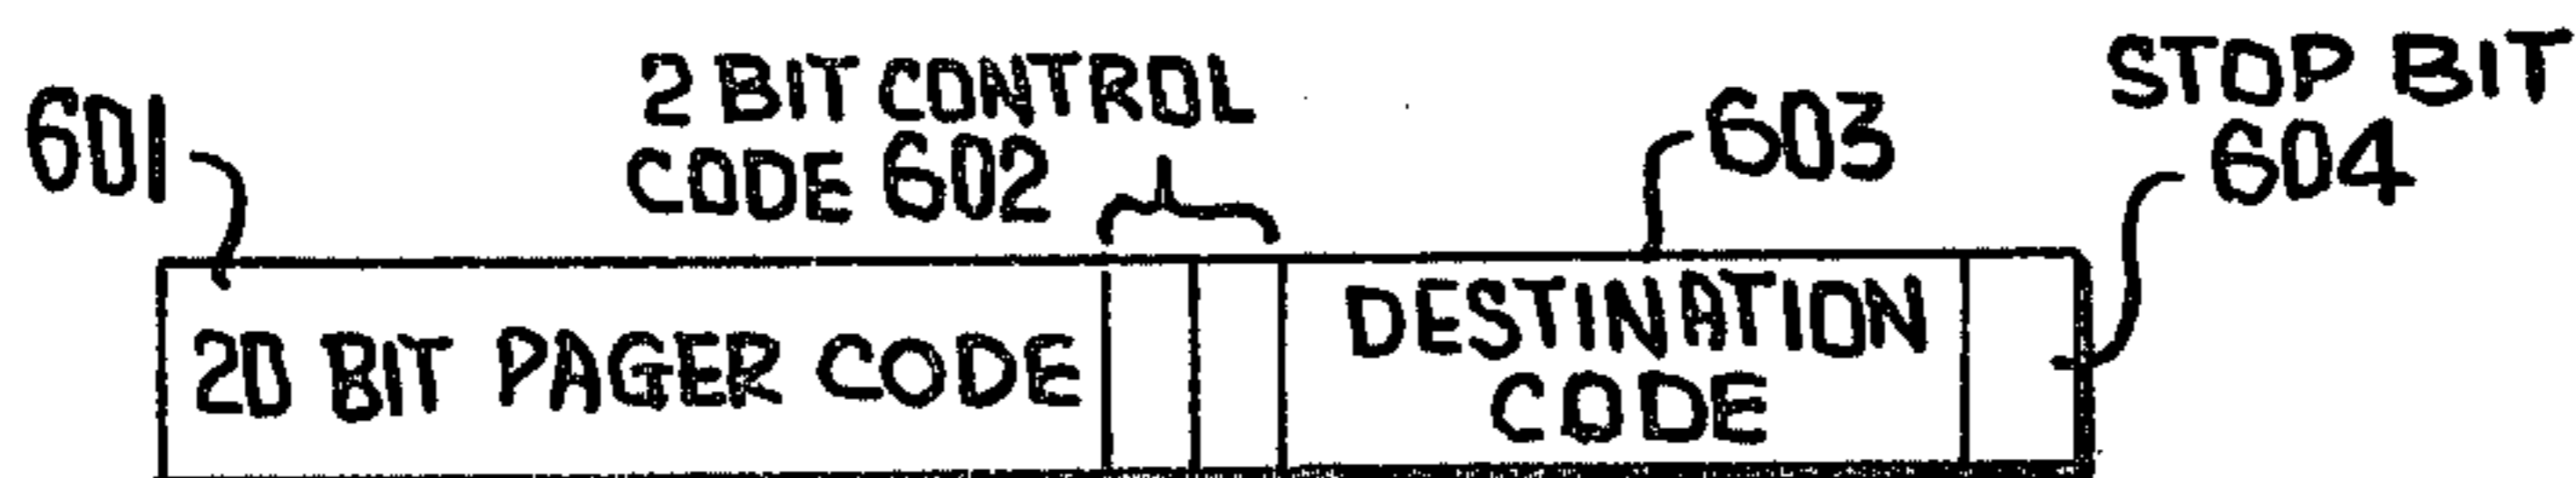 601
2 BIT CONTROL
CODE 602
603
STOP BIT
604
20 BIT PAGER CODE
DESTINATION
CODE